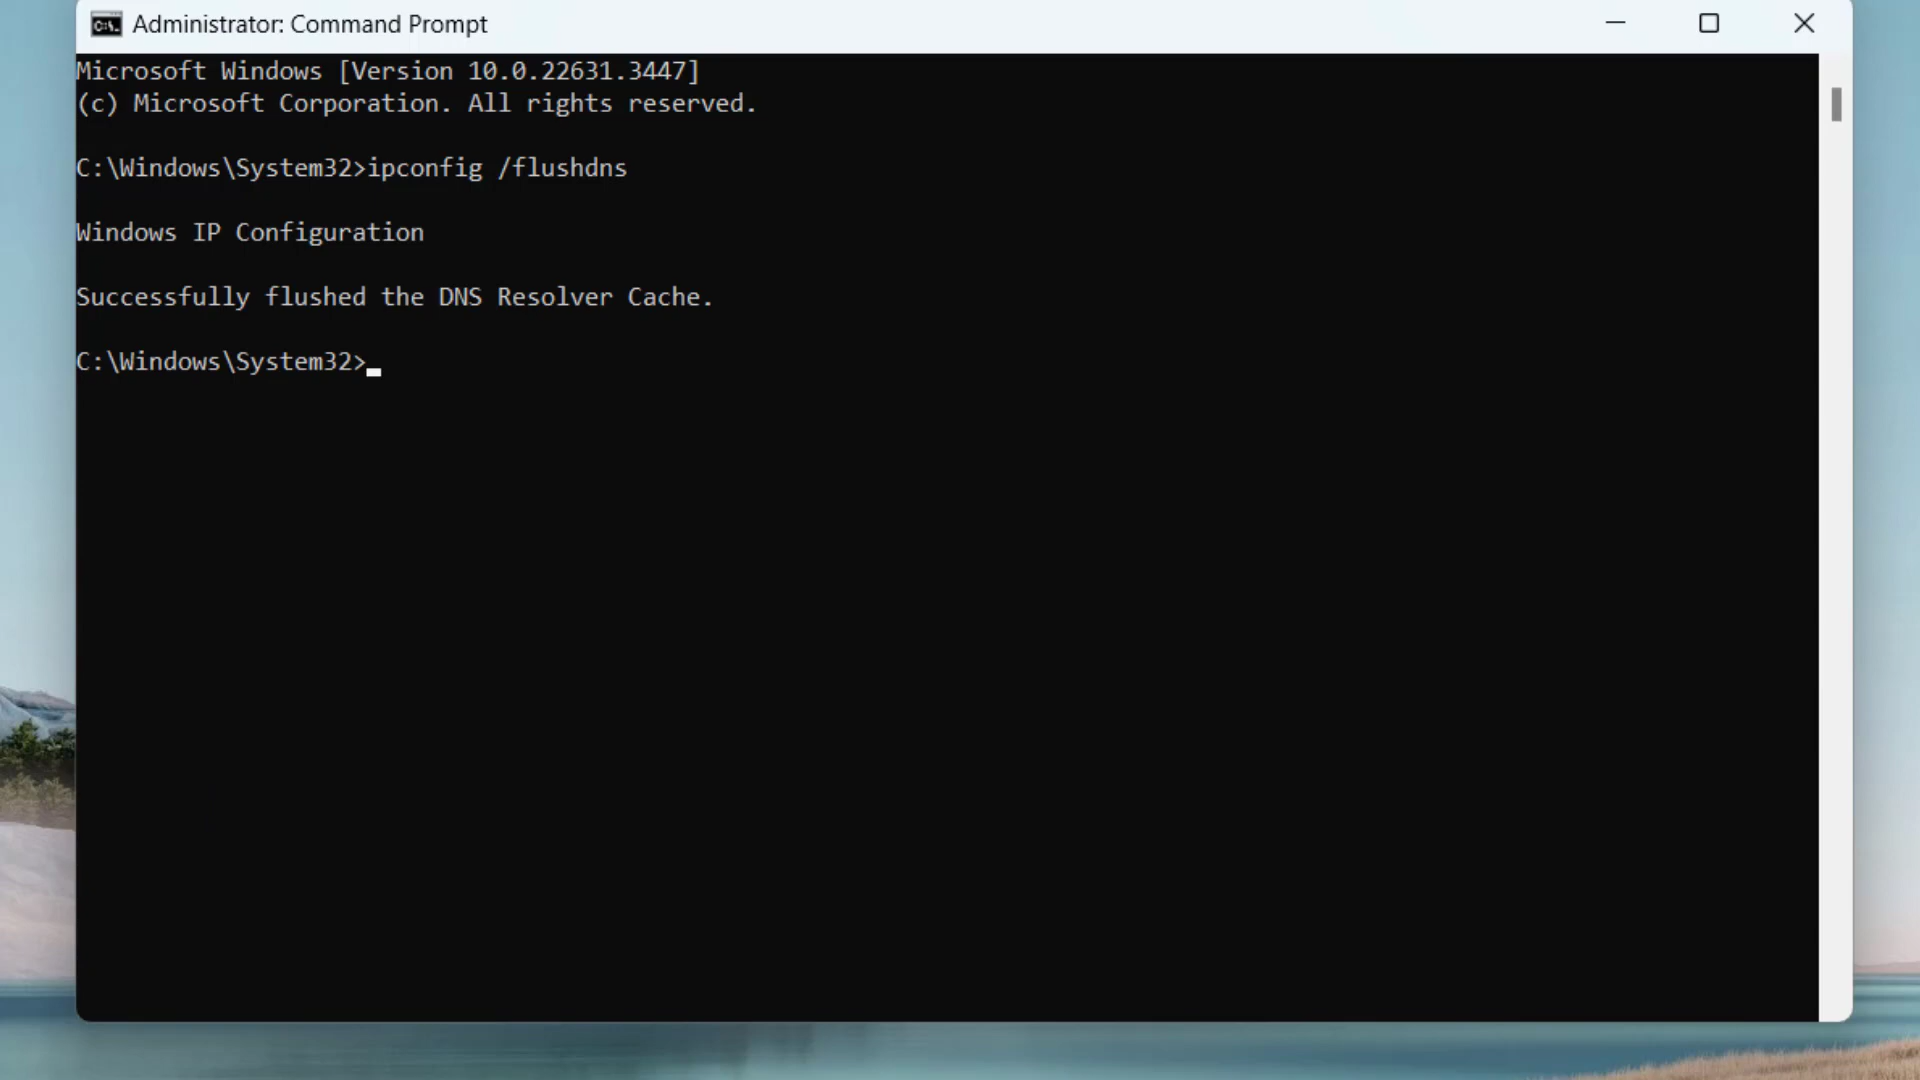 Administrator: Command Prompt
Microsoft Windows [Version 10.0.22631.3447]
(c) Microsoft Corporation. All rights reserved.
C:\Windows\System32>ipconfig /flushdns
Windows IP Configuration
Successfully flushed the DNS Resolver Cache.
C:\Windows\System32>